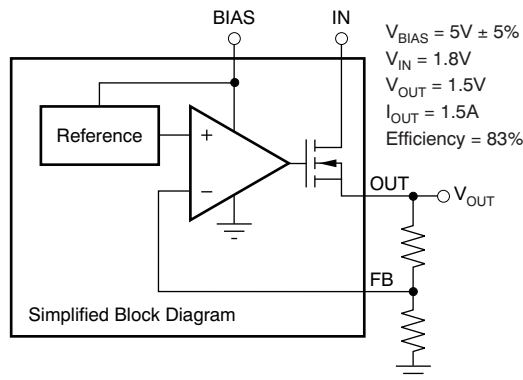 BIAS
IN
V_BIAS = 5V ± 5%
V_IN = 1.8V
V_OUT = 1.5V
I_OUT = 1.5A
Efficiency = 83%
Reference
+
−
OUT
V_OUT
FB
Simplified Block Diagram